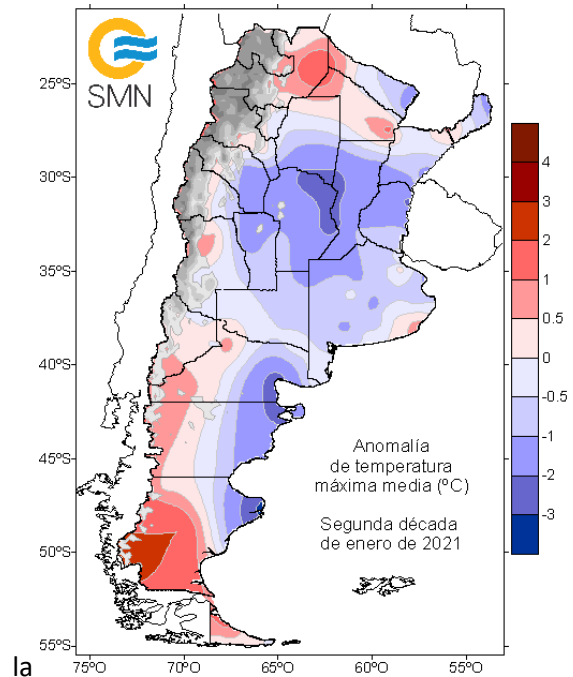 SMN
25ºS
30ºS
35ºS
40ºS
45ºS
50ºS
55ºS
75ºO
70ºO
65ºO
60ºO
55ºO
4
3
2
1
0.5
0
-0.5
-1
-2
-3
Anomalía
de temperatura
máxima media (ºC)
Segunda década
de enero de 2021
la